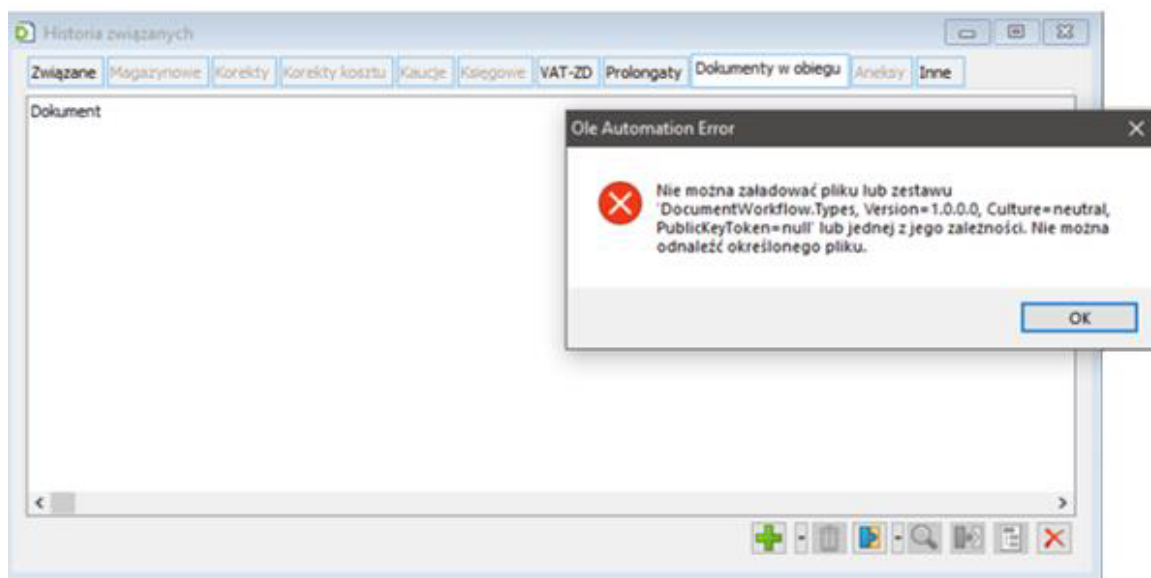 Historia związanych
Związane Magazynowe Korekty Korekty kosztu Kaucje Księgowe VAT-ZD Prolongaty Dokumenty w obiegu Aneksy Inne
Dokument
Ole Automation Error
Nie można załadować pliku lub zestawu
'DocumentWorkflow.Types, Version=1.0.0.0, Culture=neutral,
PublicKeyToken=null' lub jednej z jego zależności. Nie można
odnaleźć określonego pliku.
OK